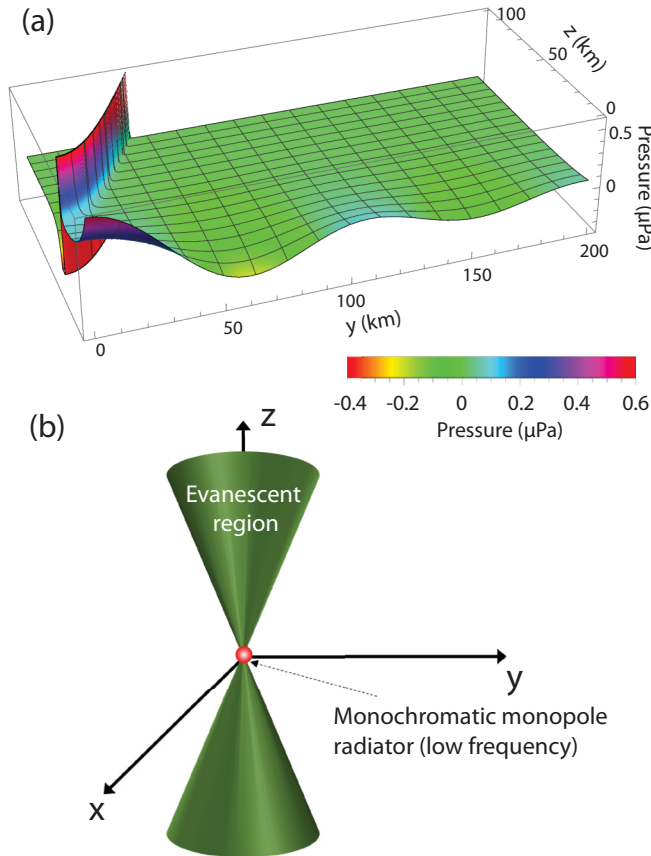 (a)
100
50
0
z (km)
0.5
0
Pressure (µPa)
0
50
100
150
200
y (km)
-0.4
-0.2
0
0.2
0.4
0.6
Pressure (µPa)
(b)
z
Evanescent
region
y
Monochromatic monopole
radiator (low frequency)
x